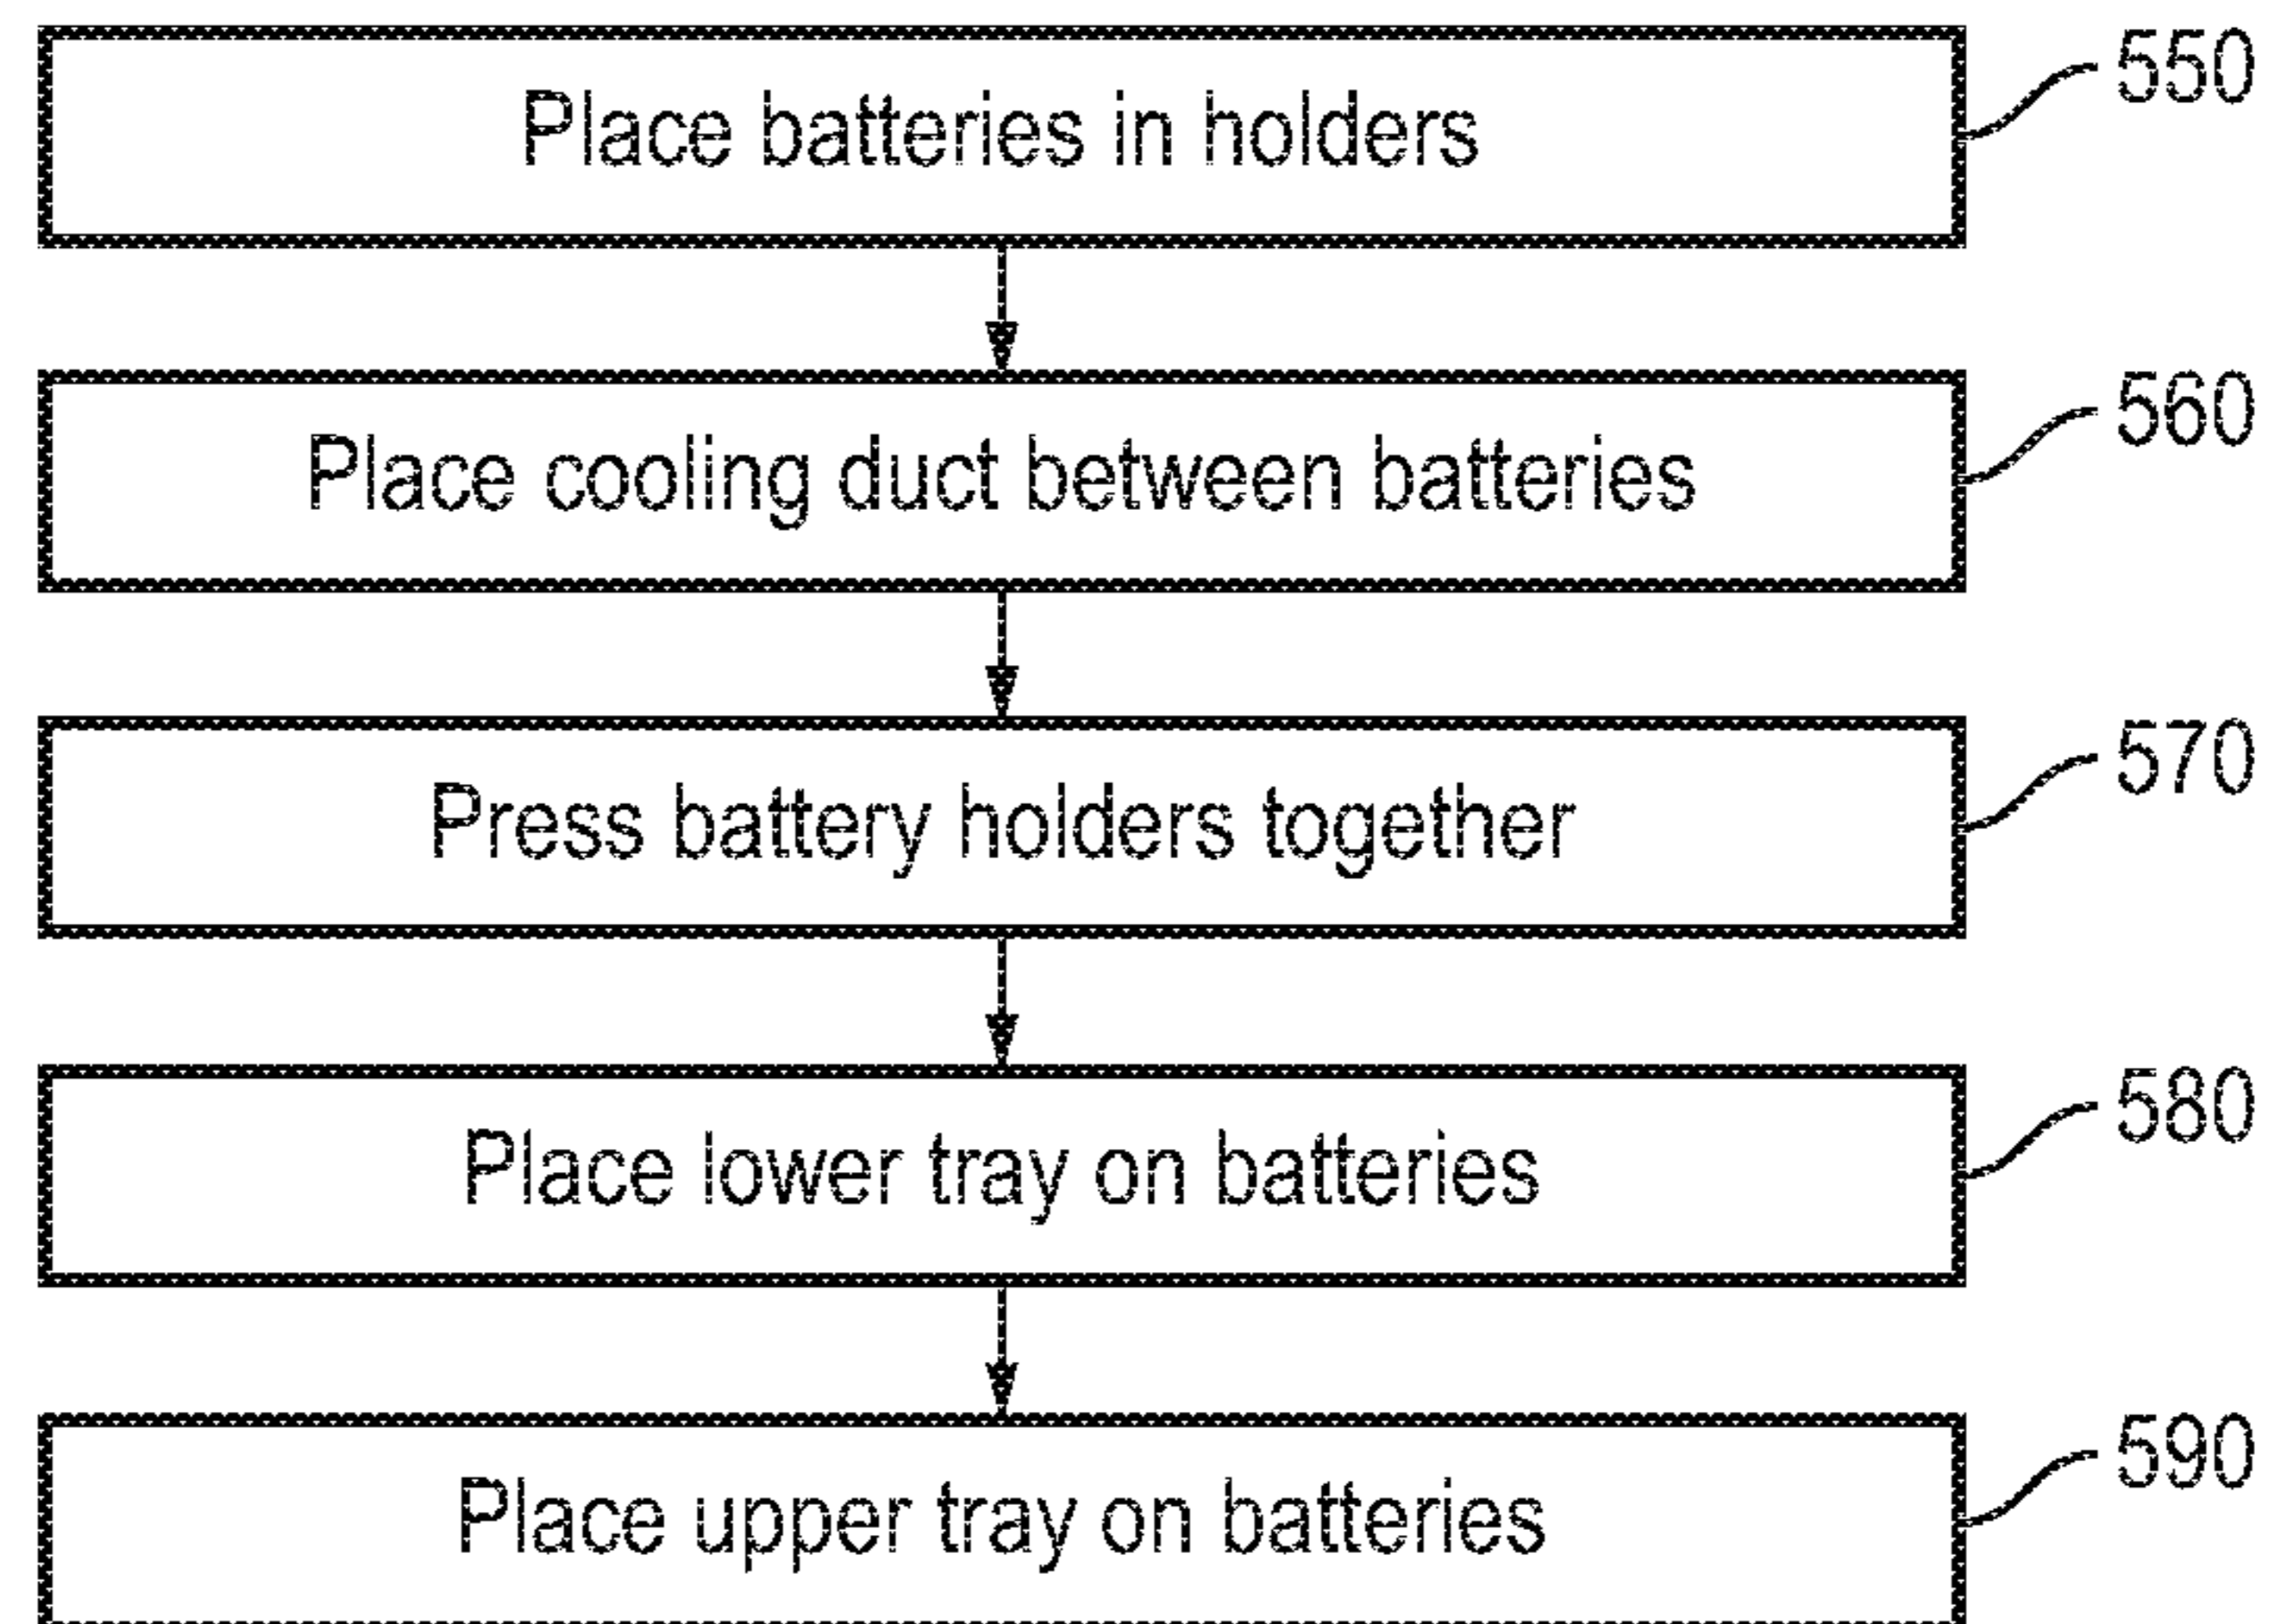 Place batteries in holders
550
Place cooling duct between batteries
560
Press battery holders together
570
Place lower tray on batteries
580
Place upper tray on batteries
590